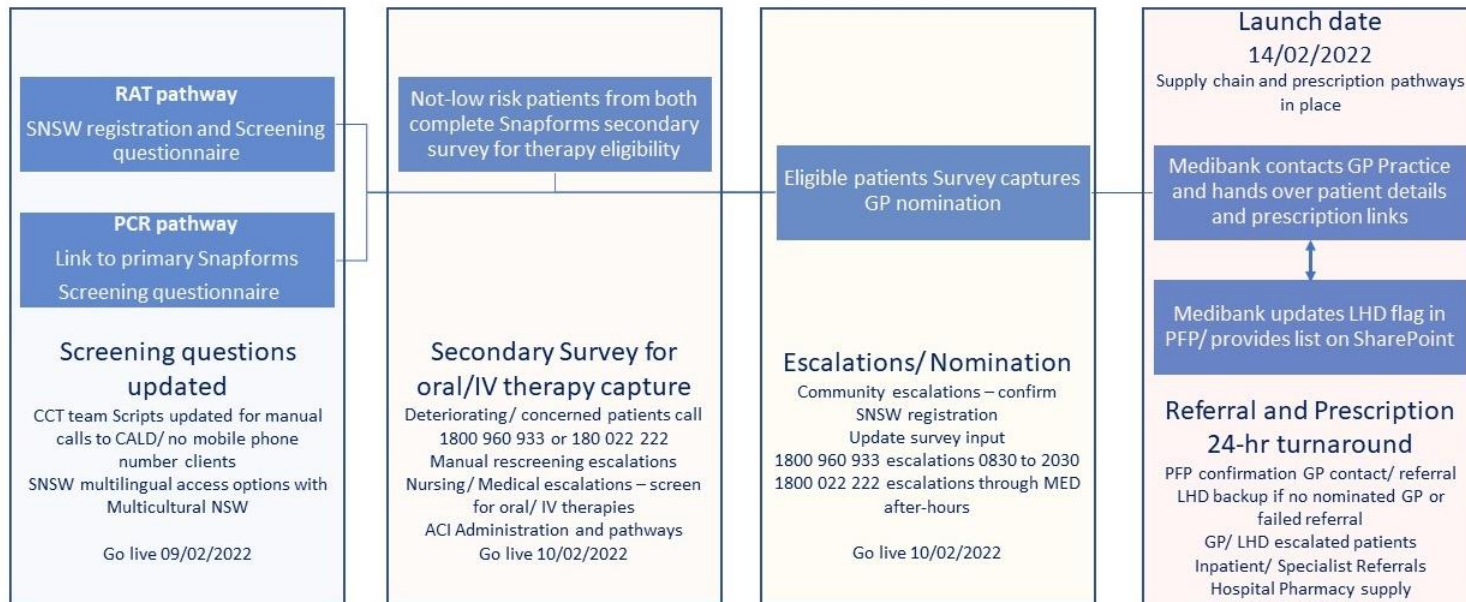 RAT pathway
SNSW registration and Screening
questionnaire
PCR pathway
Link to primary Snapforms
Screening questionnaire
Screening questions
updated
CCT team Scripts updated for manual
calls to CALD/ no mobile phone
number clients
SNSW multilingual access options with
Multicultural NSW
Go live 09/02/2022
Not-low risk patients from both
complete Snapforms secondary
survey for therapy eligibility
Secondary Survey for
oral/IV therapy capture
Deteriorating/ concerned patients call
1800 960 933 or 180 022 222
Manual rescreening escalations
Nursing/ Medical escalations – screen
for oral/ IV therapies
ACI Administration and pathways
Go live 10/02/2022
Eligible patients Survey captures
GP nomination
Escalations/ Nomination
Community escalations – confirm
SNSW registration
Update survey input
1800 960 933 escalations 0830 to 2030
1800 022 222 escalations through MED
after-hours
Go live 10/02/2022
Launch date
14/02/2022
Supply chain and prescription pathways
in place
Medibank contacts GP Practice
and hands over patient details
and prescription links
Medibank updates LHD flag in
PFP/ provides list on SharePoint
Referral and Prescription
24-hr turnaround
PFP confirmation GP contact/ referral
LHD backup if no nominated GP or
failed referral
GP/ LHD escalated patients
Inpatient/ Specialist Referrals
Hospital Pharmacy supply